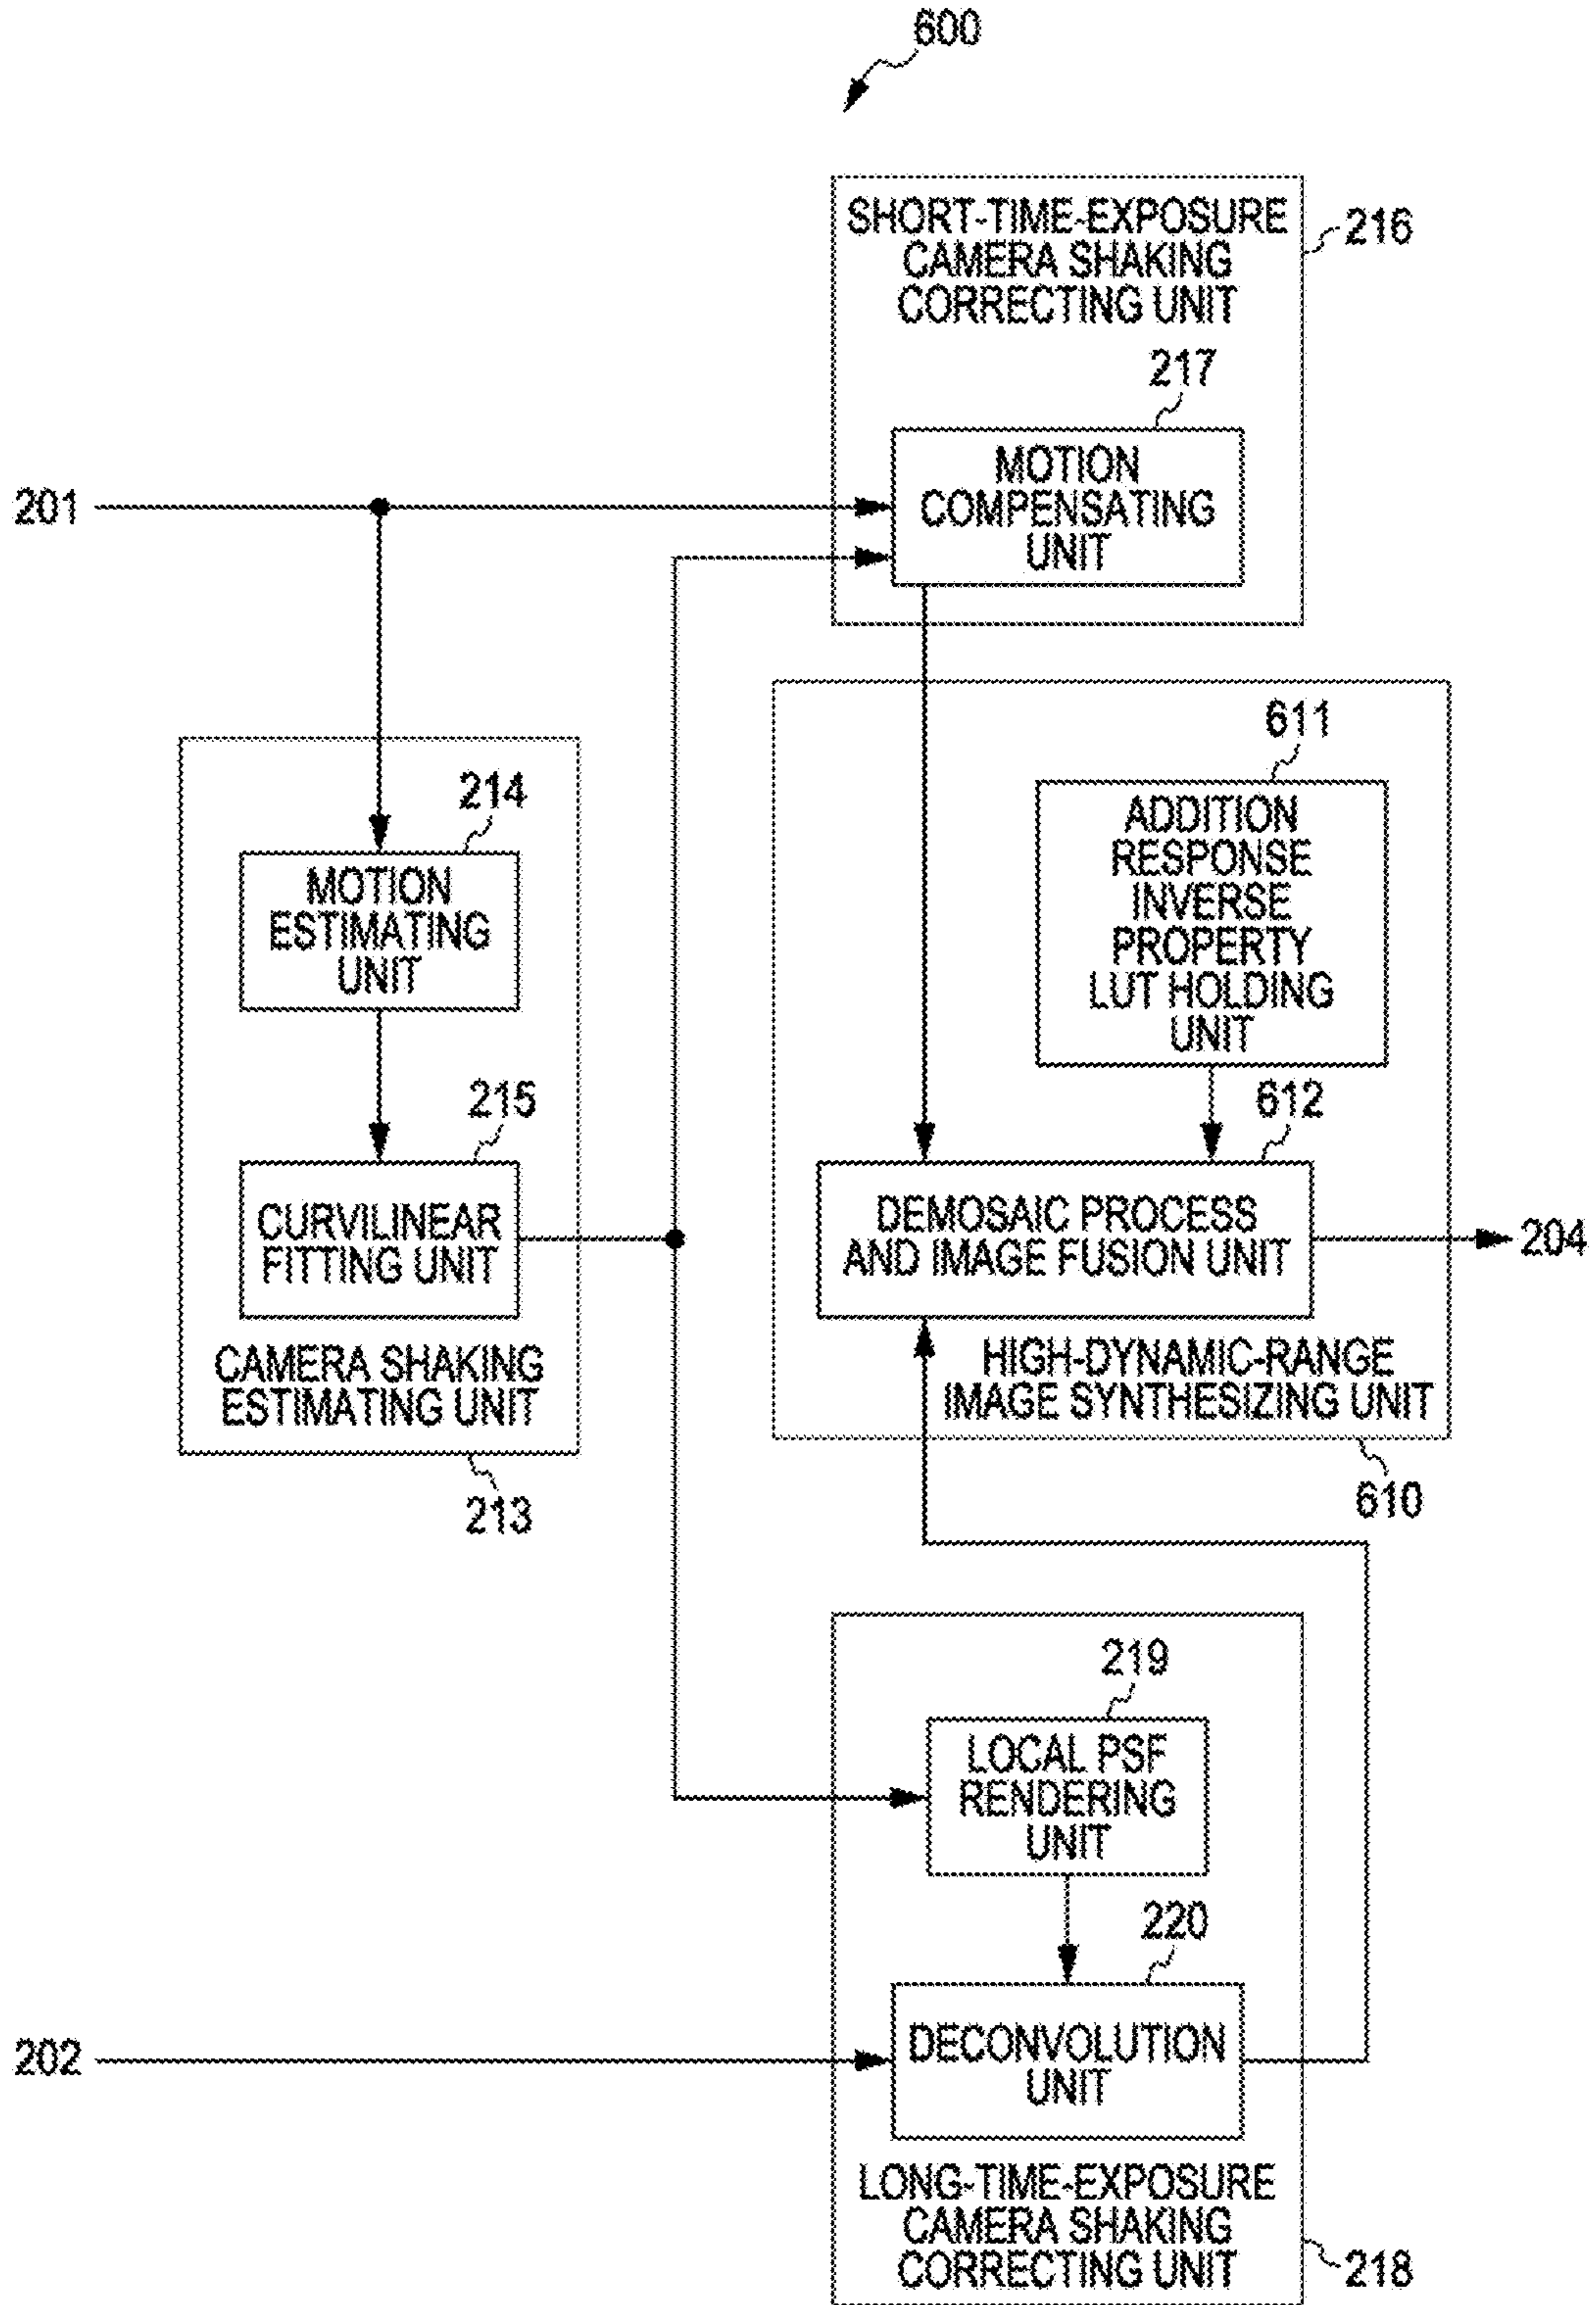 600
SHORT-TIME-EXPOSURE
CAMERA SHAKING
CORRECTING UNIT
216
217
MOTION
COMPENSATING
UNIT
201
611
ADDITION
RESPONSE
INVERSE
PROPERTY
LUT HOLDING
UNIT
214
MOTION
ESTIMATING
UNIT
215
CURVILINEAR
FITTING UNIT
CAMERA SHAKING
ESTIMATING UNIT
213
612
DEMOSAIC PROCESS
AND IMAGE FUSION UNIT
204
HIGH-DYNAMIC-RANGE
IMAGE SYNTHESIZING UNIT
610
219
LOCAL PSF
RENDERING
UNIT
220
202
DECONVOLUTION
UNIT
LONG-TIME-EXPOSURE
CAMERA SHAKING
CORRECTING UNIT
218